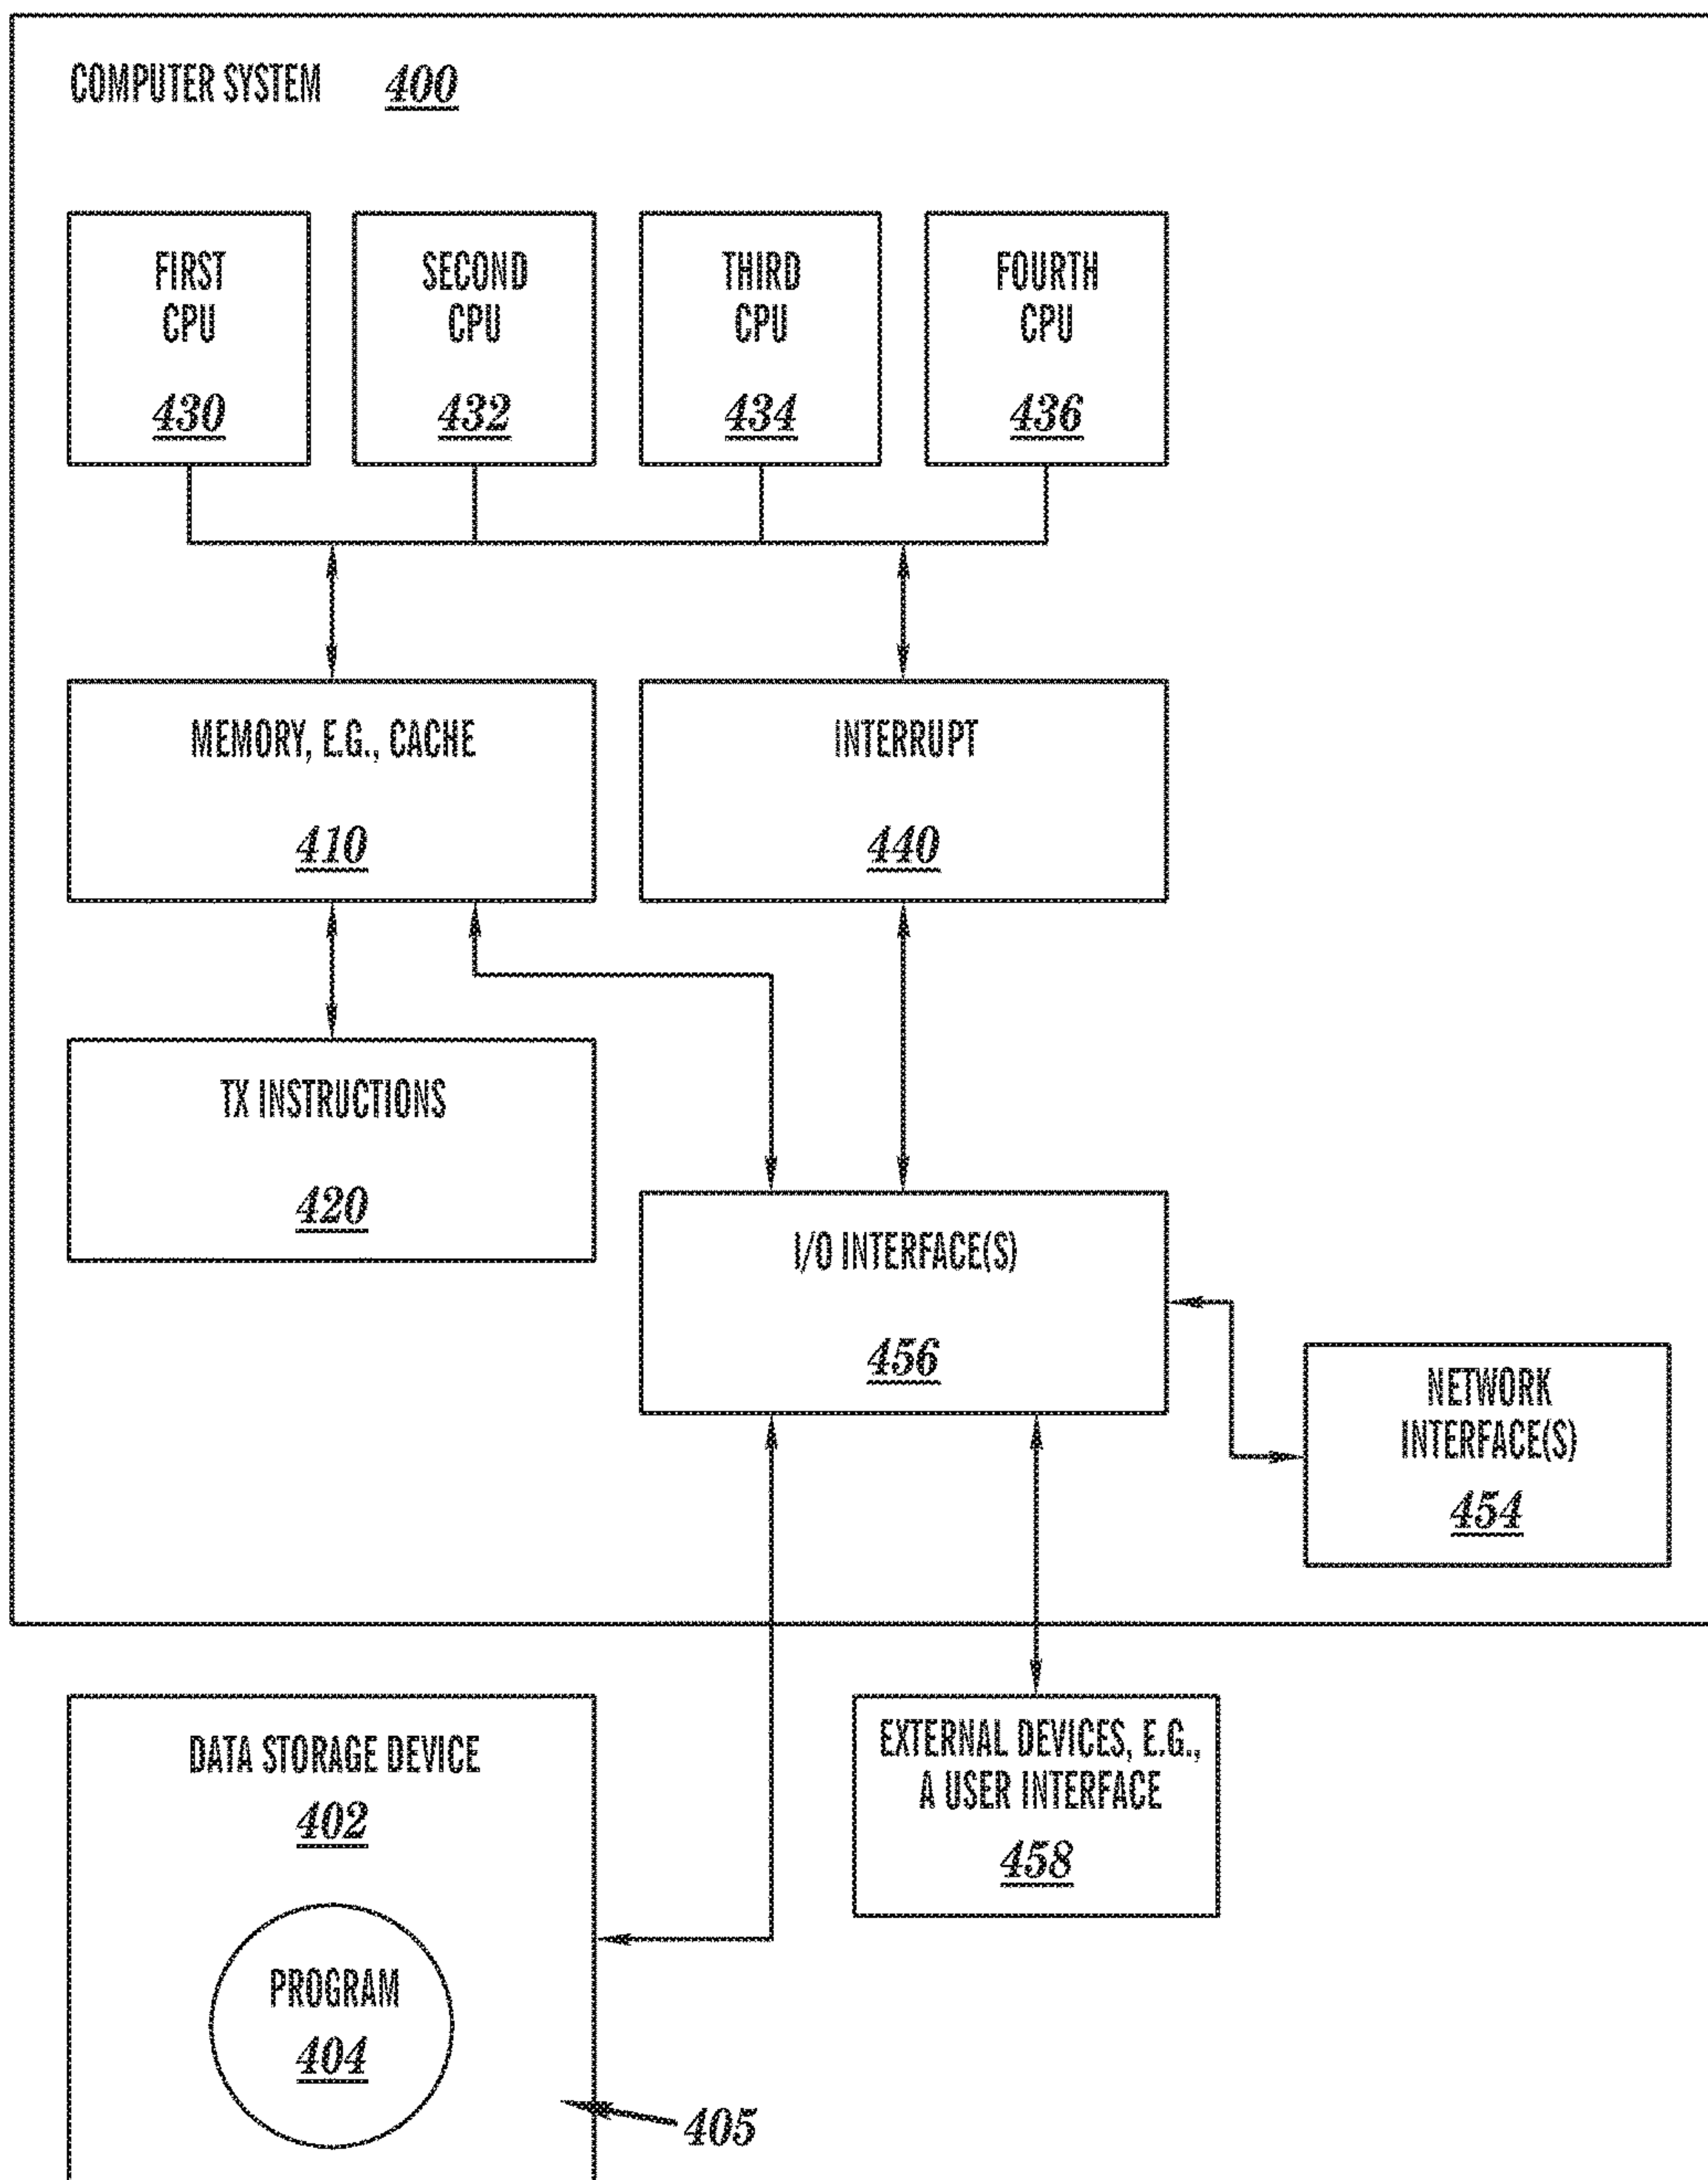 COMPUTER SYSTEM 400
FIRST
CPU
430
SECOND
CPU
432
THIRD
CPU
434
FOURTH
CPU
436
MEMORY, E.G., CACHE
410
INTERRUPT
440
TX INSTRUCTIONS
420
I/O INTERFACE(S)
456
NETWORK
INTERFACE(S)
454
DATA STORAGE DEVICE
402
PROGRAM
404
405
EXTERNAL DEVICES, E.G.,
A USER INTERFACE
458